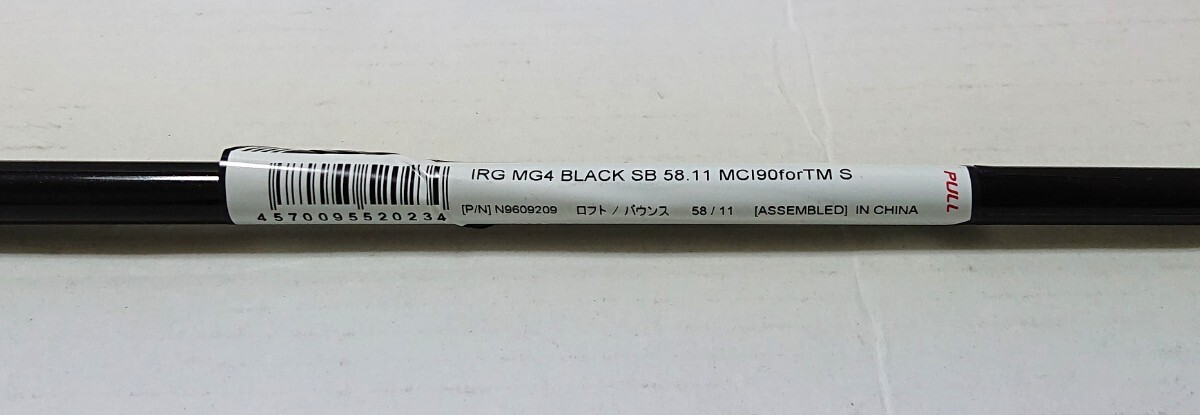 IRG MG4 BLACK SB 58.11 MCI90forTM S
4570095520234
[P/N] N9609209 ロフト / バウンス 58 / 11 [ASSEMBLED] IN CHINA
PULL